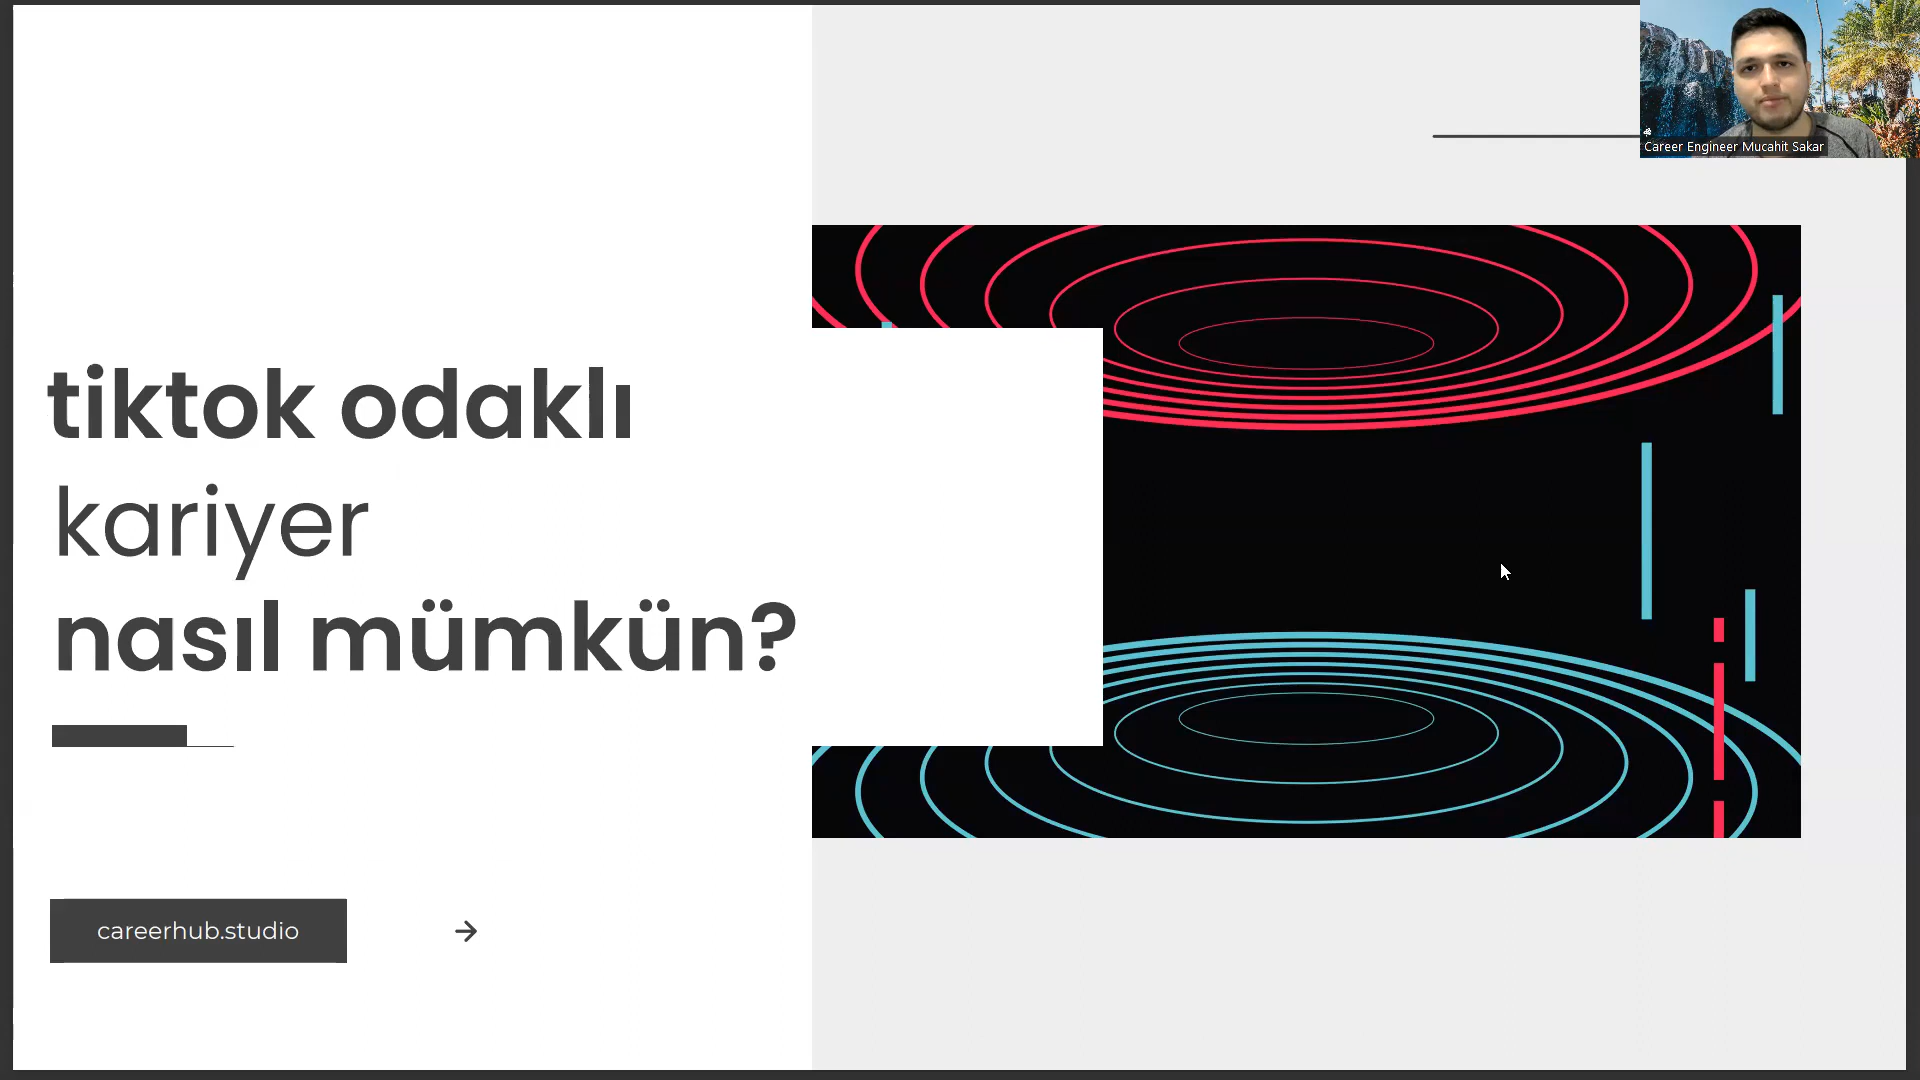 Career Engineer Mucahit Sakar
tiktok odaklı
kariyer
nasıl mümkün?
careerhub.studio